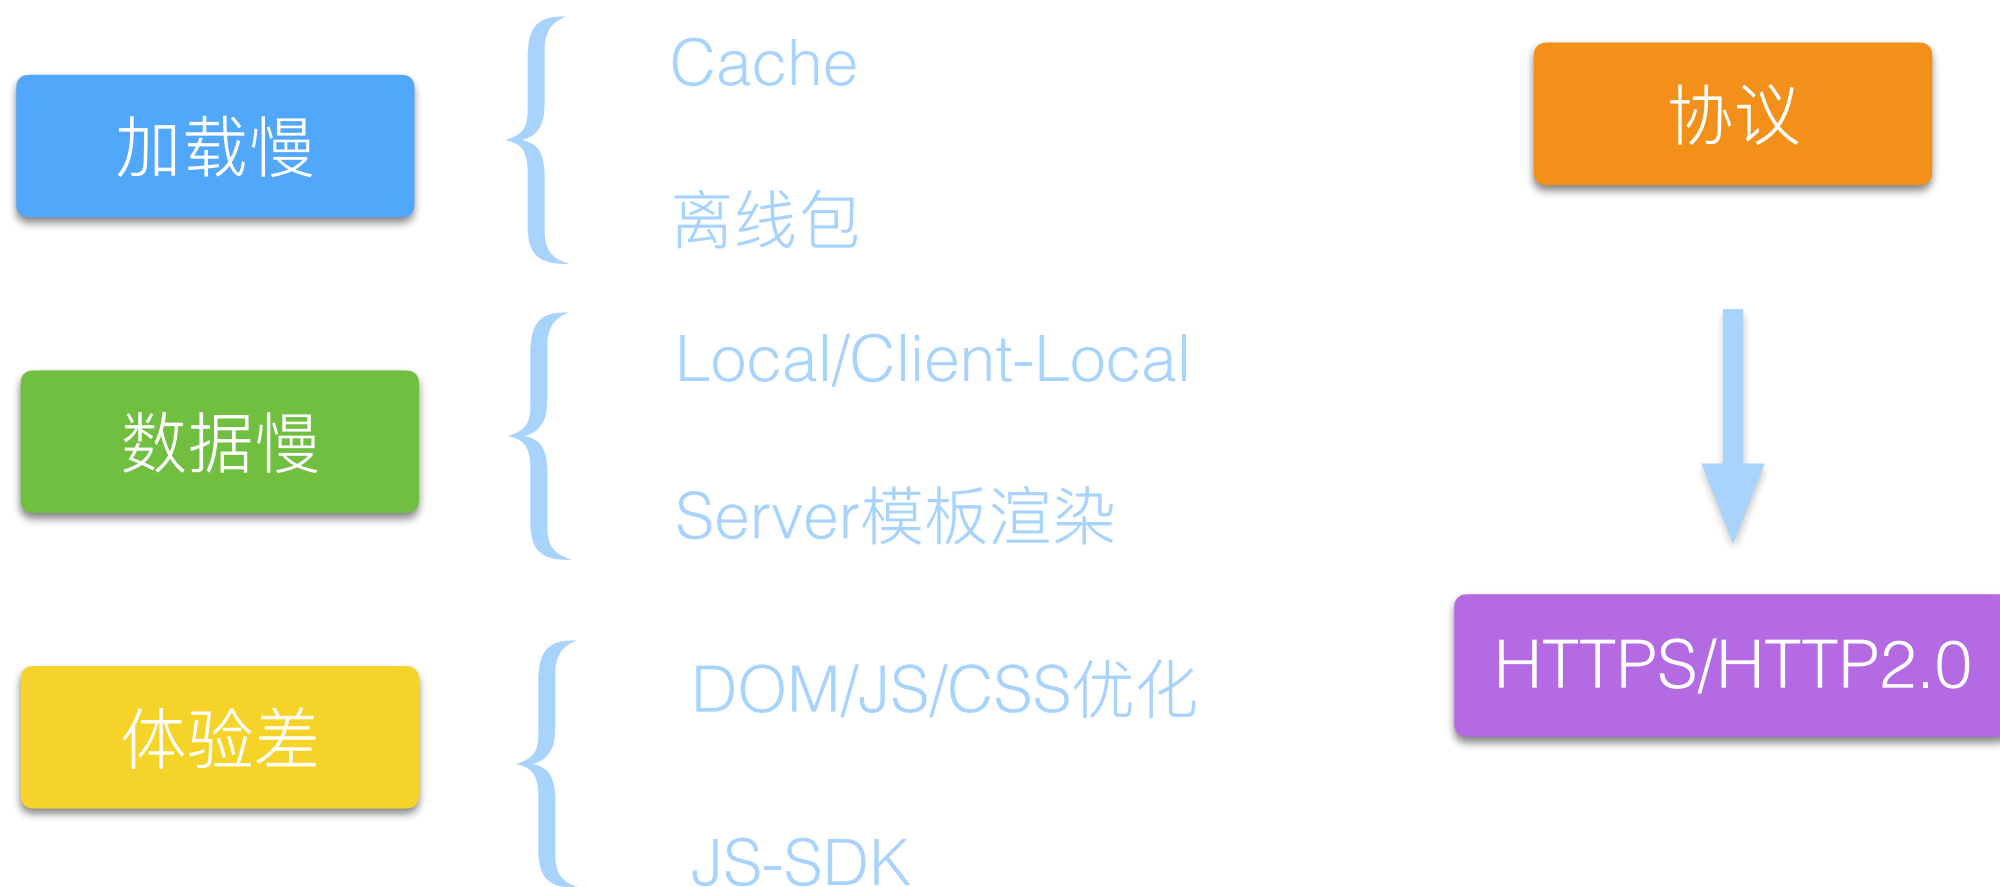 加载慢
Cache
离线包
数据慢
Local/Client-Local
Server模板渲染
体验差
DOM/JS/CSS优化
JS-SDK
协议
HTTPS/HTTP2.0